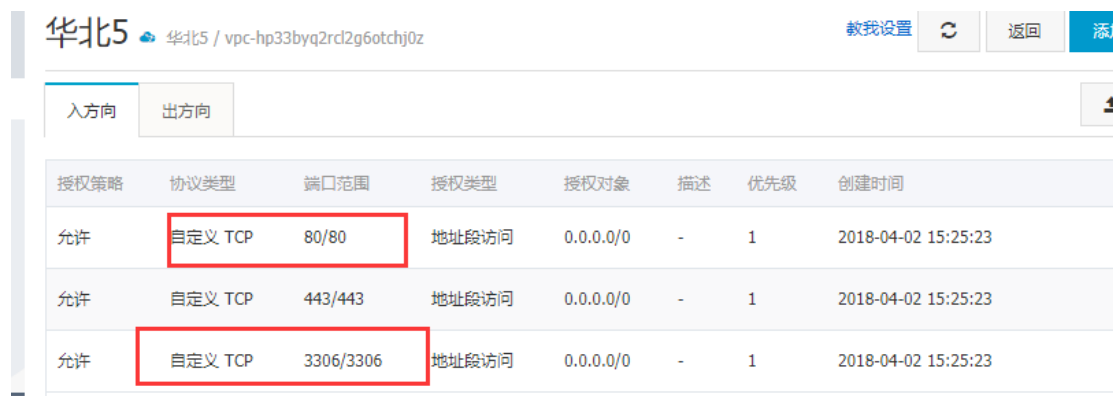 华北5 华北5 / vpc-hp33byq2rcl2g6otchj0z 教我设置 返回 添加
入方向 出方向
授权策略 协议类型 端口范围 授权类型 授权对象 描述 优先级 创建时间
允许 自定义 TCP 80/80 地址段访问 0.0.0.0/0 - 1 2018-04-02 15:25:23
允许 自定义 TCP 443/443 地址段访问 0.0.0.0/0 - 1 2018-04-02 15:25:23
允许 自定义 TCP 3306/3306 地址段访问 0.0.0.0/0 - 1 2018-04-02 15:25:23